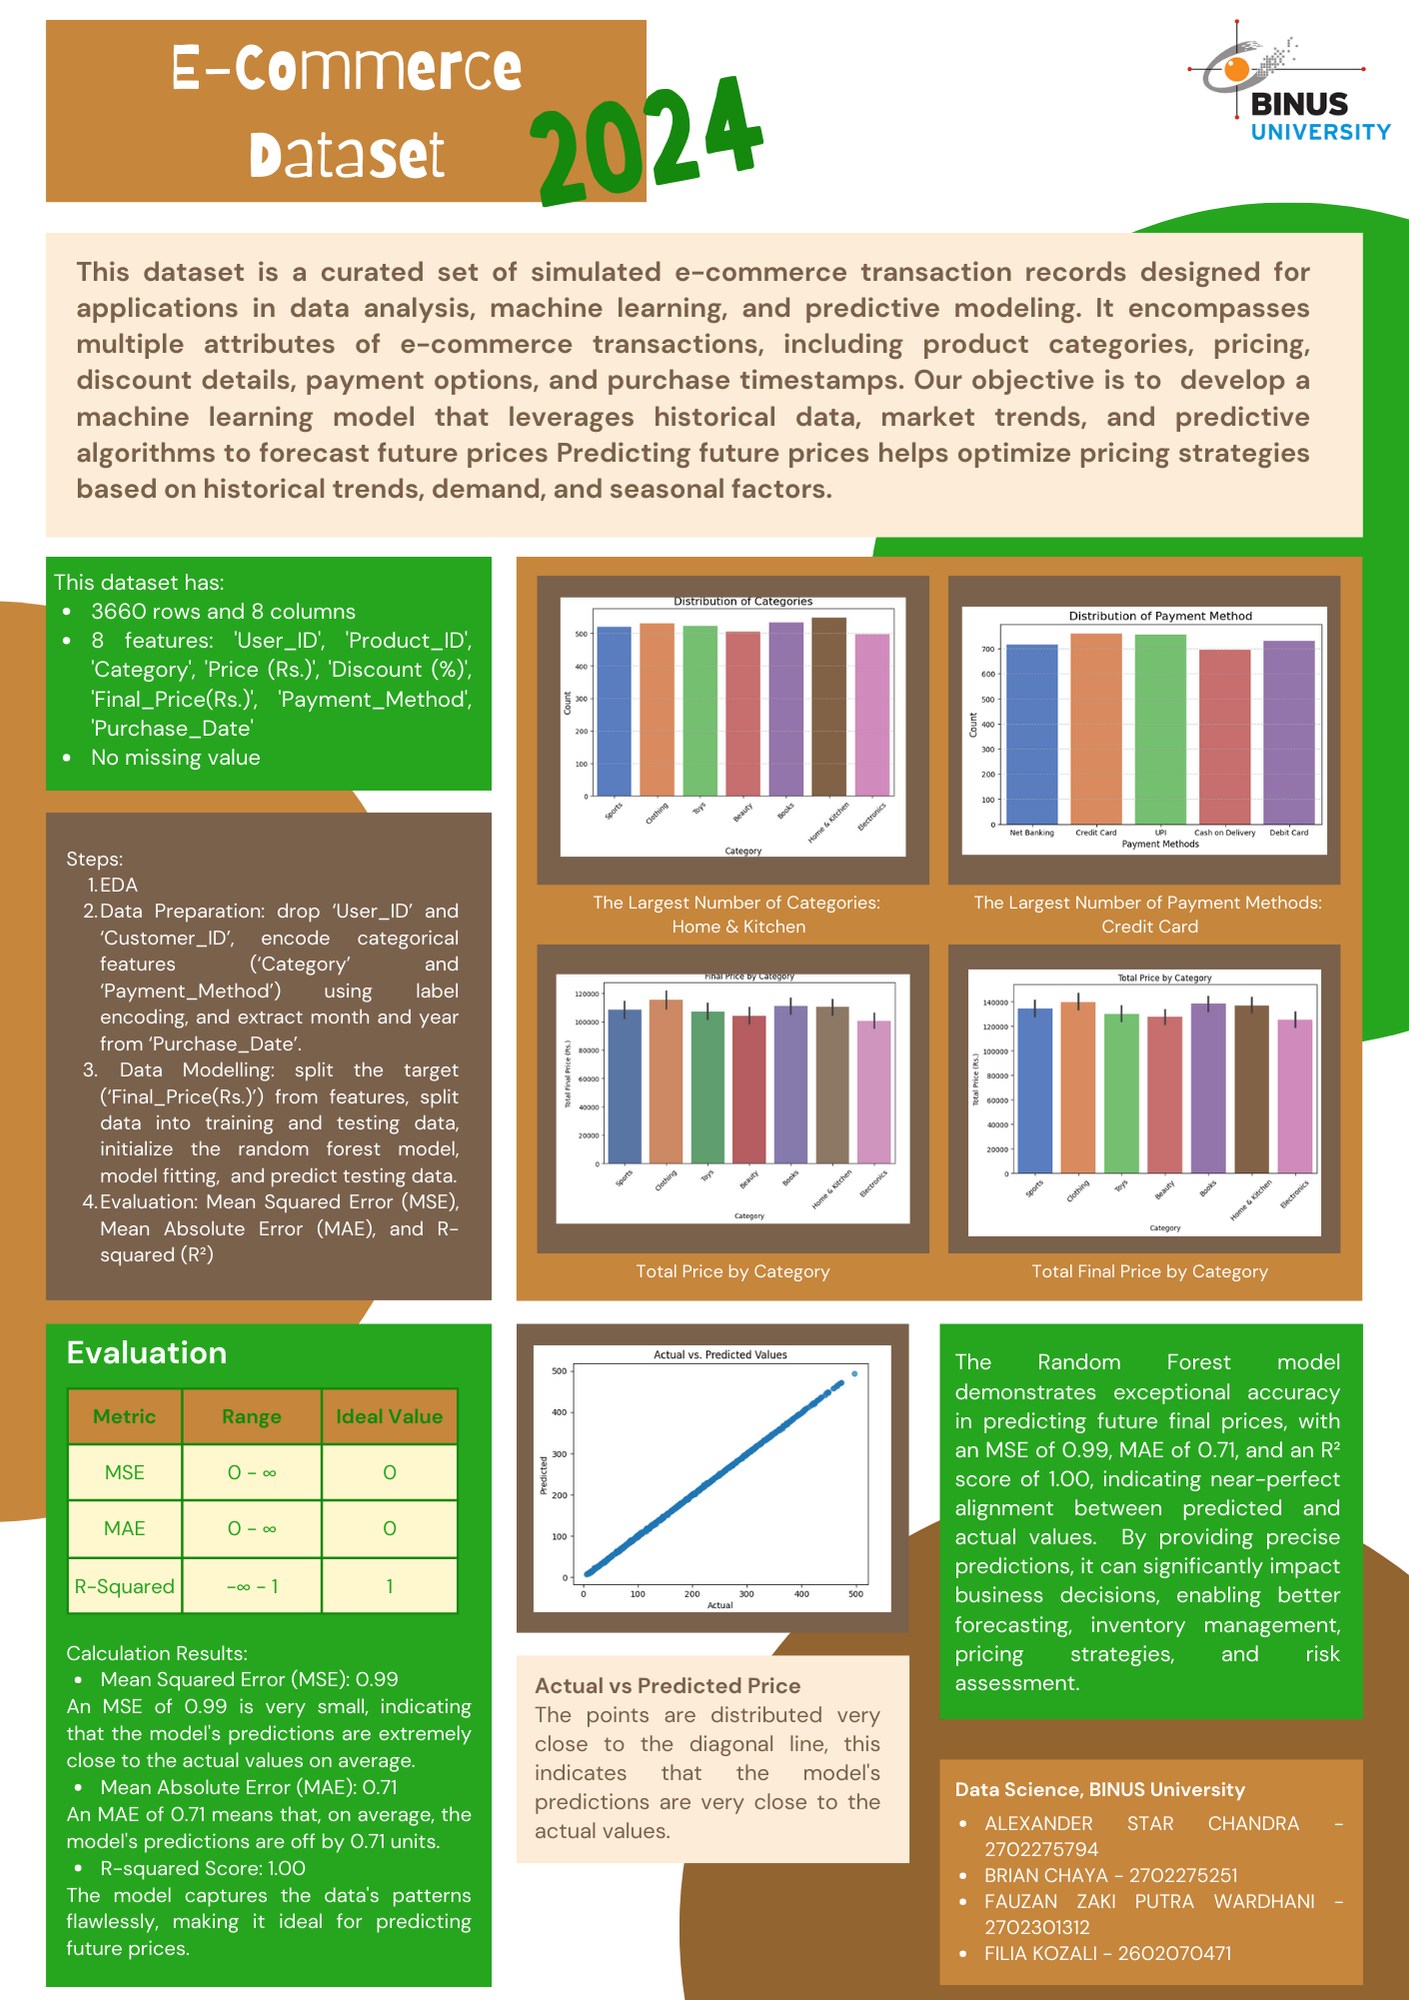 E-Commerce
Dataset
2024
BINUS
UNIVERSITY
This dataset is a curated set of simulated e-commerce transaction records designed for
applications in data analysis, machine learning, and predictive modeling. It encompasses
multiple attributes of e-commerce transactions, including product categories, pricing,
discount details, payment options, and purchase timestamps. Our objective is to develop a
machine learning model that leverages historical data, market trends, and predictive
algorithms to forecast future prices Predicting future prices helps optimize pricing strategies
based on historical trends, demand, and seasonal factors.
This dataset has:
• 3660 rows and 8 columns
• 8 features: 'User_ID', 'Product_ID',
'Category', 'Price (Rs.)', 'Discount (%)',
'Final_Price(Rs.)', 'Payment_Method',
'Purchase_Date'
• No missing value
Steps:
1. EDA
2. Data Preparation: drop ‘User_ID’ and
‘Customer_ID’, encode categorical
features (‘Category’ and
‘Payment_Method’) using label
encoding, and extract month and year
from ‘Purchase_Date’.
3. Data Modelling: split the target
(‘Final_Price(Rs.)’) from features, split
data into training and testing data,
initialize the random forest model,
model fitting, and predict testing data.
4. Evaluation: Mean Squared Error (MSE),
Mean Absolute Error (MAE), and R-
squared (R²)
Distribution of Categories
Count
500
400
300
200
100
0
Sports Clothing Toys Beauty Books Home & Kitchen Electronics
Category
The Largest Number of Categories:
Home & Kitchen
Distribution of Payment Method
Count
700
600
500
400
300
200
100
0
Net Banking Credit Card UPI Cash on Delivery Debit Card
Payment Methods
The Largest Number of Payment Methods:
Credit Card
Final Price by Category
Total Final Price (Rs.)
120000
100000
80000
60000
40000
20000
0
Sports Clothing Toys Beauty Books Home & Kitchen Electronics
Category
Total Price by Category
Total Price by Category
Total Price (Rs.)
140000
120000
100000
80000
60000
40000
20000
0
Sports Clothing Toys Beauty Books Home & Kitchen Electronics
Category
Total Final Price by Category
Evaluation
Metric Range Ideal Value
MSE 0 - ∞ 0
MAE 0 - ∞ 0
R-Squared -∞ - 1 1
Calculation Results:
• Mean Squared Error (MSE): 0.99
An MSE of 0.99 is very small, indicating
that the model's predictions are extremely
close to the actual values on average.
• Mean Absolute Error (MAE): 0.71
An MAE of 0.71 means that, on average, the
model's predictions are off by 0.71 units.
• R-squared Score: 1.00
The model captures the data's patterns
flawlessly, making it ideal for predicting
future prices.
Actual vs. Predicted Values
Predicted
500
400
300
200
100
0
0 100 200 300 400 500
Actual
Actual vs Predicted Price
The points are distributed very
close to the diagonal line, this
indicates that the model's
predictions are very close to the
actual values.
The Random Forest model
demonstrates exceptional accuracy
in predicting future final prices, with
an MSE of 0.99, MAE of 0.71, and an R²
score of 1.00, indicating near-perfect
alignment between predicted and
actual values. By providing precise
predictions, it can significantly impact
business decisions, enabling better
forecasting, inventory management,
pricing strategies, and risk
assessment.
Data Science, BINUS University
• ALEXANDER STAR CHANDRA -
2702275794
• BRIAN CHAYA - 2702275251
• FAUZAN ZAKI PUTRA WARDHANI -
2702301312
• FILIA KOZALI - 2602070471